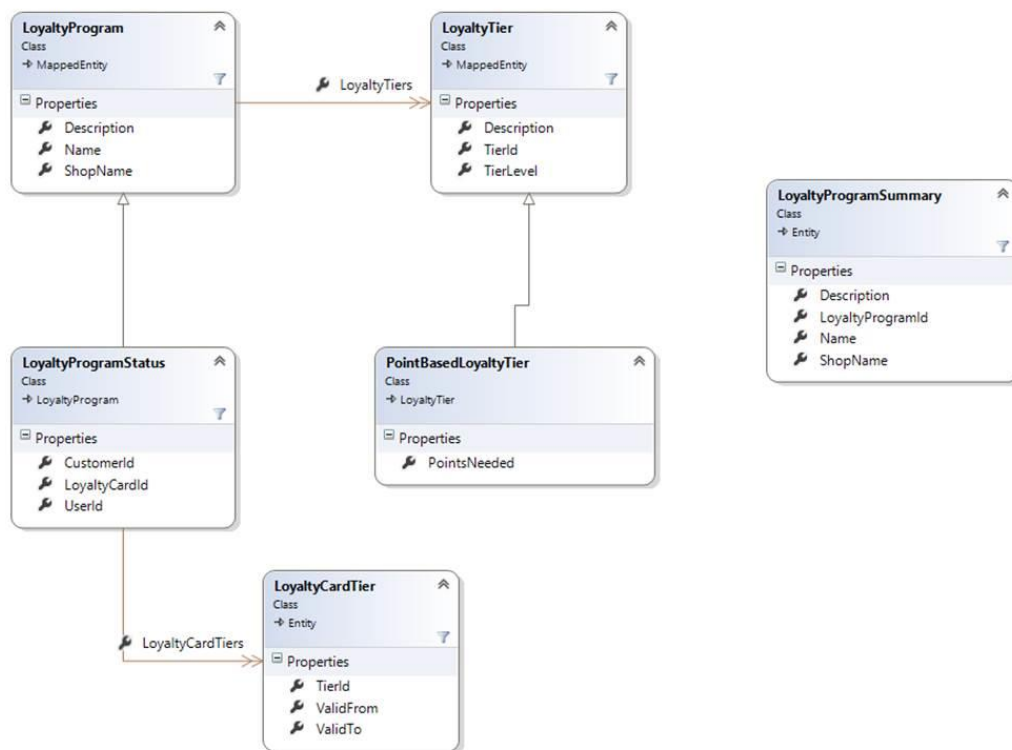 LoyaltyProgram
Class
MappedEntity
Properties
Description
Name
ShopName
LoyaltyTiers
LoyaltyTier
Class
MappedEntity
Properties
Description
TierId
TierLevel
LoyaltyProgramSummary
Class
Entity
Properties
Description
LoyaltyProgramId
Name
ShopName
LoyaltyProgramStatus
Class
LoyaltyProgram
Properties
CustomerId
LoyaltyCardId
UserId
PointBasedLoyaltyTier
Class
LoyaltyTier
Properties
PointsNeeded
LoyaltyCardTiers
LoyaltyCardTier
Class
Entity
Properties
TierId
ValidFrom
ValidTo